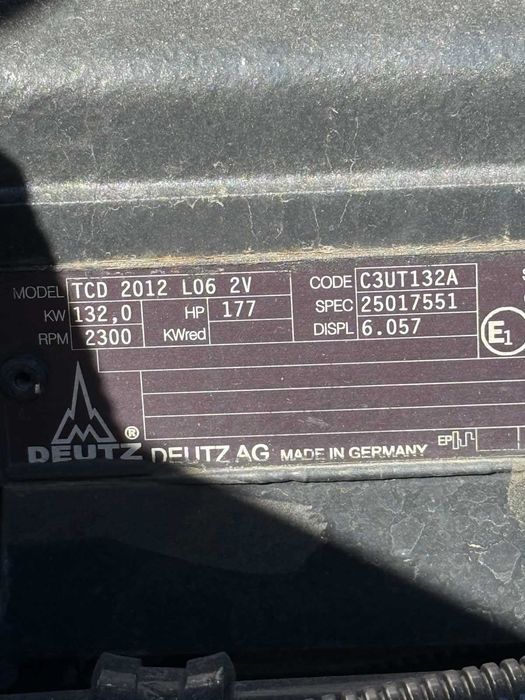 MODEL TCD 2012 L06 2V CODE C3UT132A
KW 132,0 HP 177 SPEC 25017551
RPM 2300 KWred DISPL 6.057
E1
DEUTZ ® DEUTZ AG MADE IN GERMANY EP